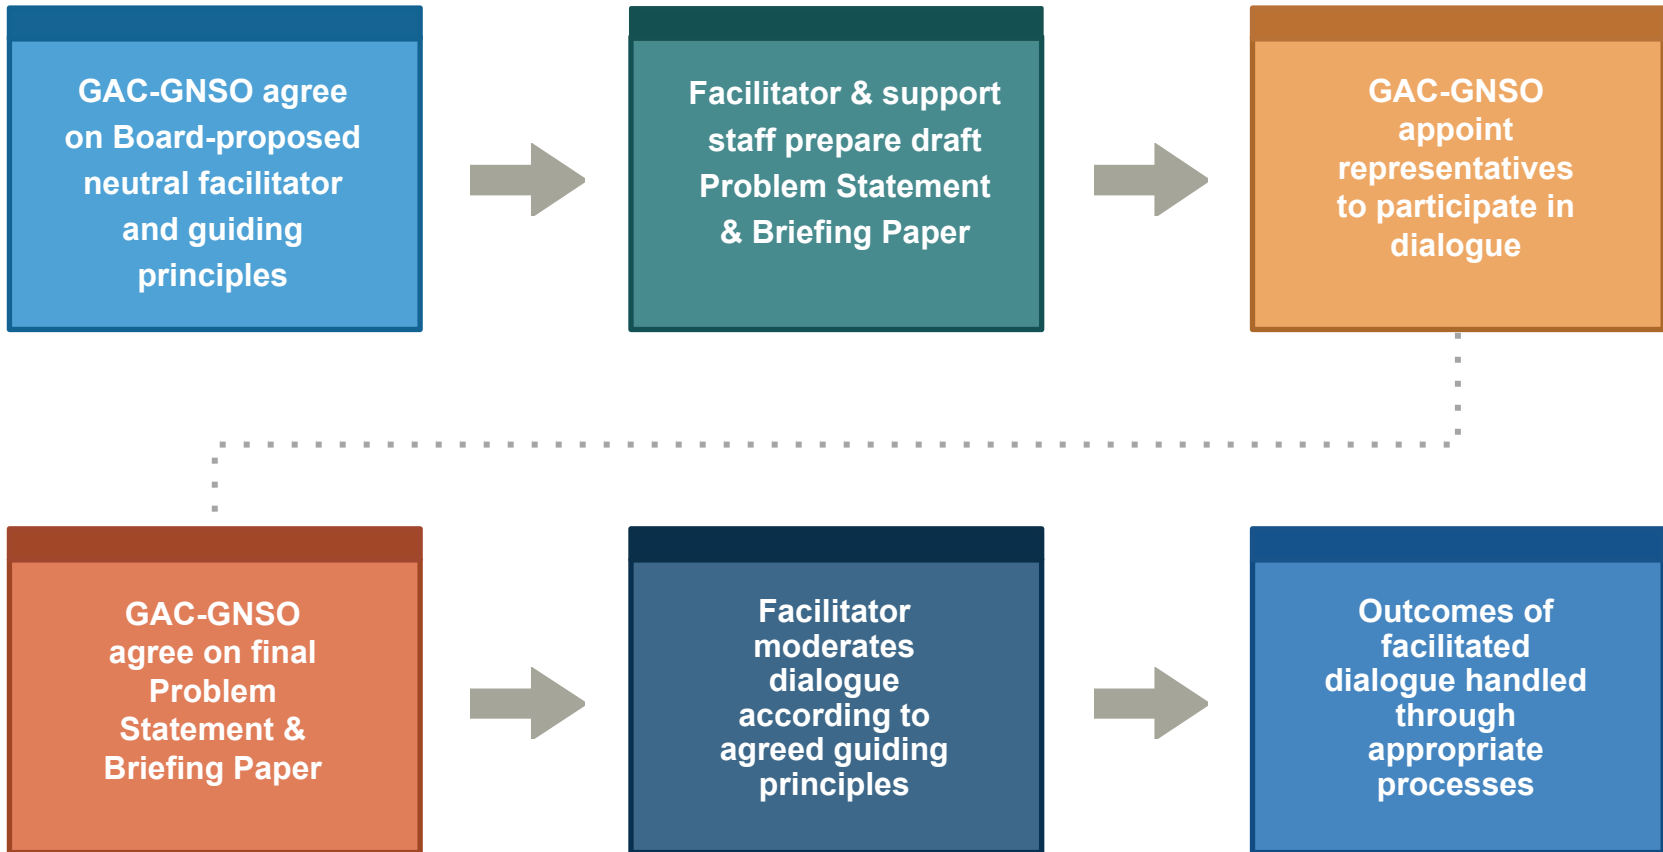 GAC-GNSO agree
on Board-proposed
neutral facilitator
and guiding
principles
Facilitator & support
staff prepare draft
Problem Statement
& Briefing Paper
GAC-GNSO
appoint
representatives
to participate in
dialogue
GAC-GNSO
agree on final
Problem
Statement &
Briefing Paper
Facilitator
moderates
dialogue
according to
agreed guiding
principles
Outcomes of
facilitated
dialogue handled
through
appropriate
processes